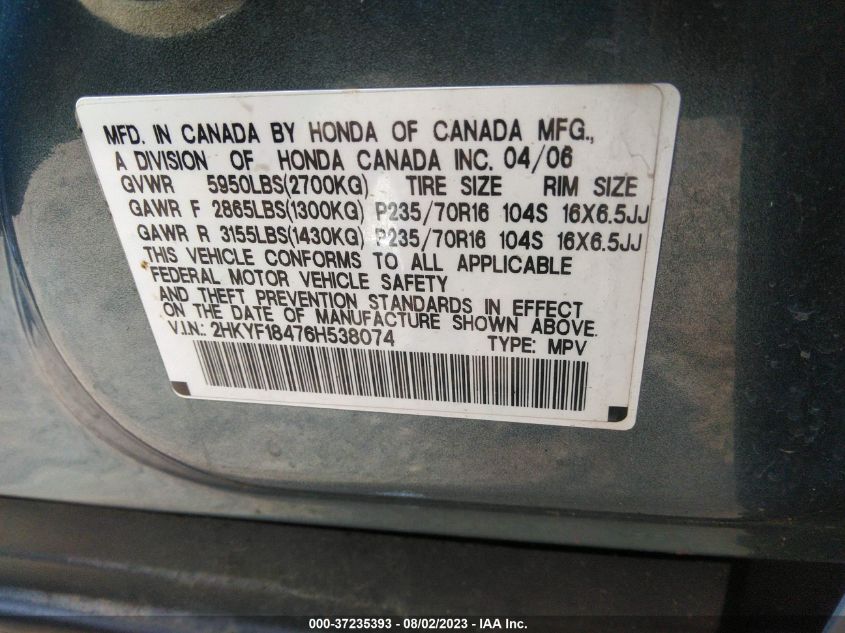 MFD. IN CANADA BY HONDA OF CANADA MFG.,
A DIVISION OF HONDA CANADA INC. 04/06
GVWR 5950LBS(2700KG) TIRE SIZE RIM SIZE
GAWR F 2865LBS(1300KG) P235/70R16 104S 16X6.5JJ
GAWR R 3155LBS(1430KG) P235/70R16 104S 16X6.5JJ
THIS VEHICLE CONFORMS TO ALL APPLICABLE
FEDERAL MOTOR VEHICLE SAFETY
AND THEFT PREVENTION STANDARDS IN EFFECT
ON THE DATE OF MANUFACTURE SHOWN ABOVE.
V.I.N.: 2HKYF18476H538074 TYPE: MPV
000-37235393 - 08/02/2023 - IAA Inc.